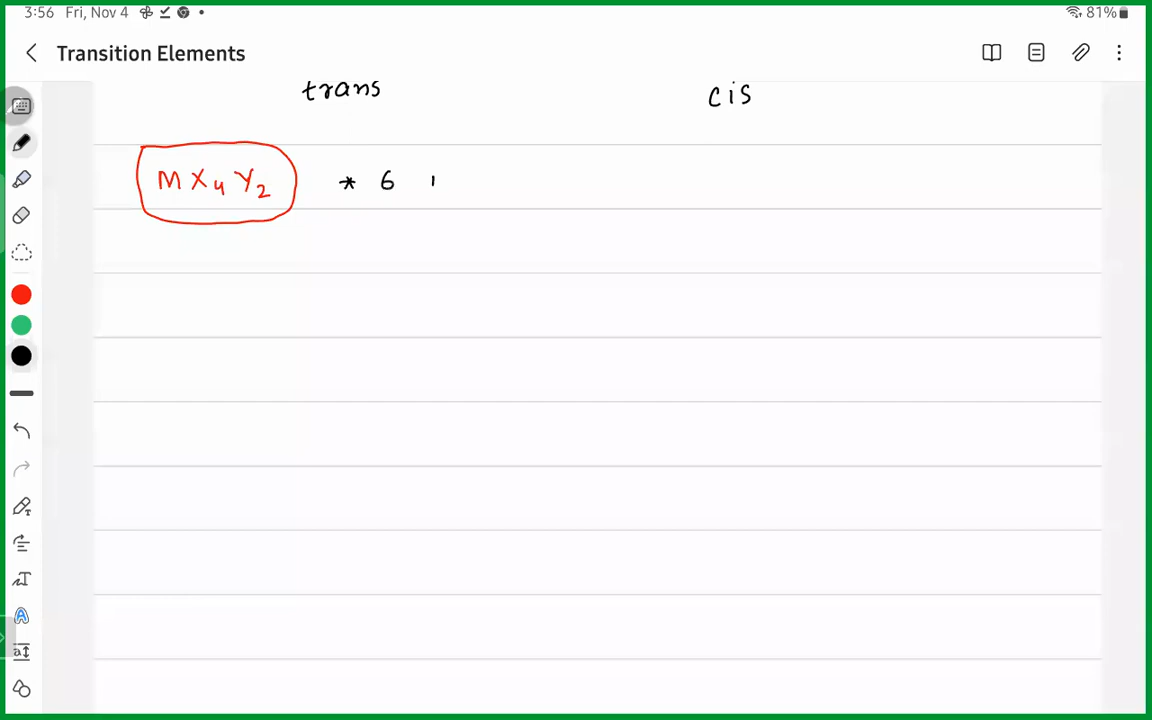 3:56 Fri, Nov 4 81%
Transition Elements
trans cis
MX₄Y₂ * 6